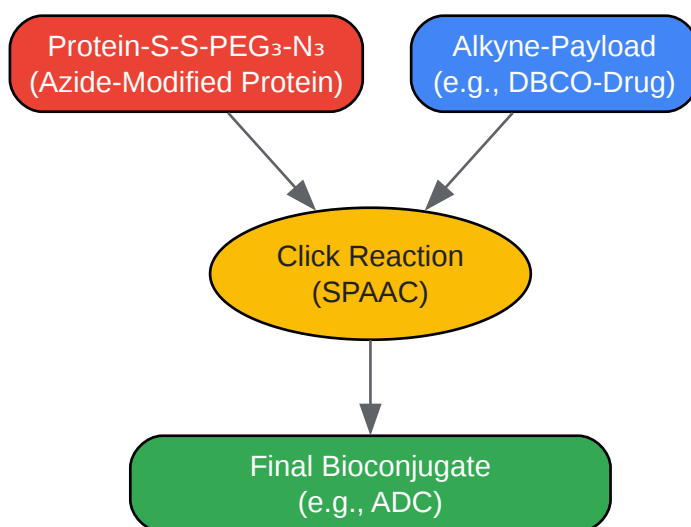 Protein-S-S-PEG₃-N₃
(Azide-Modified Protein)
Alkyne-Payload
(e.g., DBCO-Drug)
Click Reaction
(SPAAC)
Final Bioconjugate
(e.g., ADC)